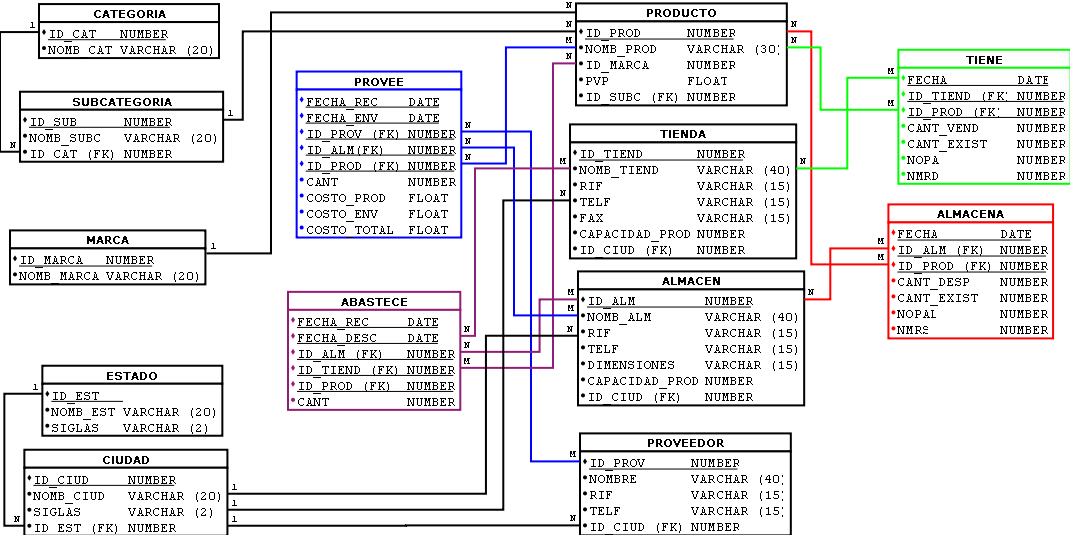 CATEGORIA
ID_CAT NUMBER
NOMB_CAT VARCHAR (20)
SUBCATEGORIA
ID_SUB NUMBER
NOMB_SUBC VARCHAR (20)
ID_CAT (FK) NUMBER
1
N
1
MARCA
ID_MARCA NUMBER
NOMB_MARCA VARCHAR (20)
1
ESTADO
ID_EST
NOMB_EST VARCHAR (20)
SIGLAS VARCHAR (2)
CIUDAD
ID_CIUD NUMBER
NOMB_CIUD VARCHAR (20)
SIGLAS VARCHAR (2)
ID_EST (FK) NUMBER
1
N
1
1
1
PROVEE
FECHA_REC DATE
FECHA_ENV DATE
ID_PROV (FK) NUMBER
ID_ALM(FK) NUMBER
ID_PROD (FK) NUMBER
CANT NUMBER
COSTO_PROD FLOAT
COSTO_ENV FLOAT
COSTO_TOTAL FLOAT
N
N
N
ABASTECE
FECHA_REC DATE
FECHA_DESC DATE
ID_ALM (FK) NUMBER
ID_TIEND (FK) NUMBER
ID_PROD (FK) NUMBER
CANT NUMBER
N
N
M
PRODUCTO
ID_PROD NUMBER
NOMB_PROD VARCHAR (30)
ID_MARCA NUMBER
PVP FLOAT
ID_SUBC (FK) NUMBER
N
N
M
N
N
N
TIENDA
ID_TIEND NUMBER
NOMB_TIEND VARCHAR (40)
RIF VARCHAR (15)
TELF VARCHAR (15)
FAX VARCHAR (15)
CAPACIDAD_PROD NUMBER
ID_CIUD (FK) NUMBER
M
N
N
ALMACEN
ID_ALM NUMBER
NOMB_ALM VARCHAR (40)
RIF VARCHAR (15)
TELF VARCHAR (15)
DIMENSIONES VARCHAR (15)
CAPACIDAD_PROD NUMBER
ID_CIUD (FK) NUMBER
M
M
N
N
PROVEEDOR
ID_PROV NUMBER
NOMBRE VARCHAR (40)
RIF VARCHAR (15)
TELF VARCHAR (15)
ID_CIUD (FK) NUMBER
M
N
TIENE
FECHA DATE
ID_TIEND (FK) NUMBER
ID_PROD (FK) NUMBER
CANT_VEND NUMBER
CANT_EXIST NUMBER
NOPA NUMBER
NMRD NUMBER
M
M
ALMACENA
FECHA DATE
ID_ALM (FK) NUMBER
ID_PROD (FK) NUMBER
CANT_DESP NUMBER
CANT_EXIST NUMBER
NOPAL NUMBER
NMRS NUMBER
M
M